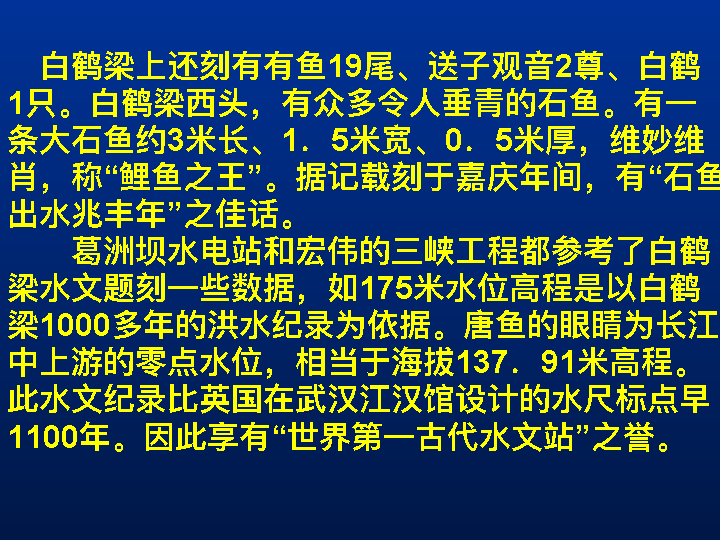 白鹤梁上还刻有有鱼19尾、送子观音2尊、白鹤
1只。白鹤梁西头，有众多令人垂青的石鱼。有一
条大石鱼约3米长、1．5米宽、0．5米厚，维妙维
肖，称“鲤鱼之王”。据记载刻于嘉庆年间，有“石鱼
出水兆丰年”之佳话。
葛洲坝水电站和宏伟的三峡工程都参考了白鹤
梁水文题刻一些数据，如175米水位高程是以白鹤
梁1000多年的洪水纪录为依据。唐鱼的眼睛为长江
中上游的零点水位，相当于海拔137．91米高程。
此水文纪录比英国在武汉江汉馆设计的水尺标点早
1100年。因此享有“世界第一古代水文站”之誉。